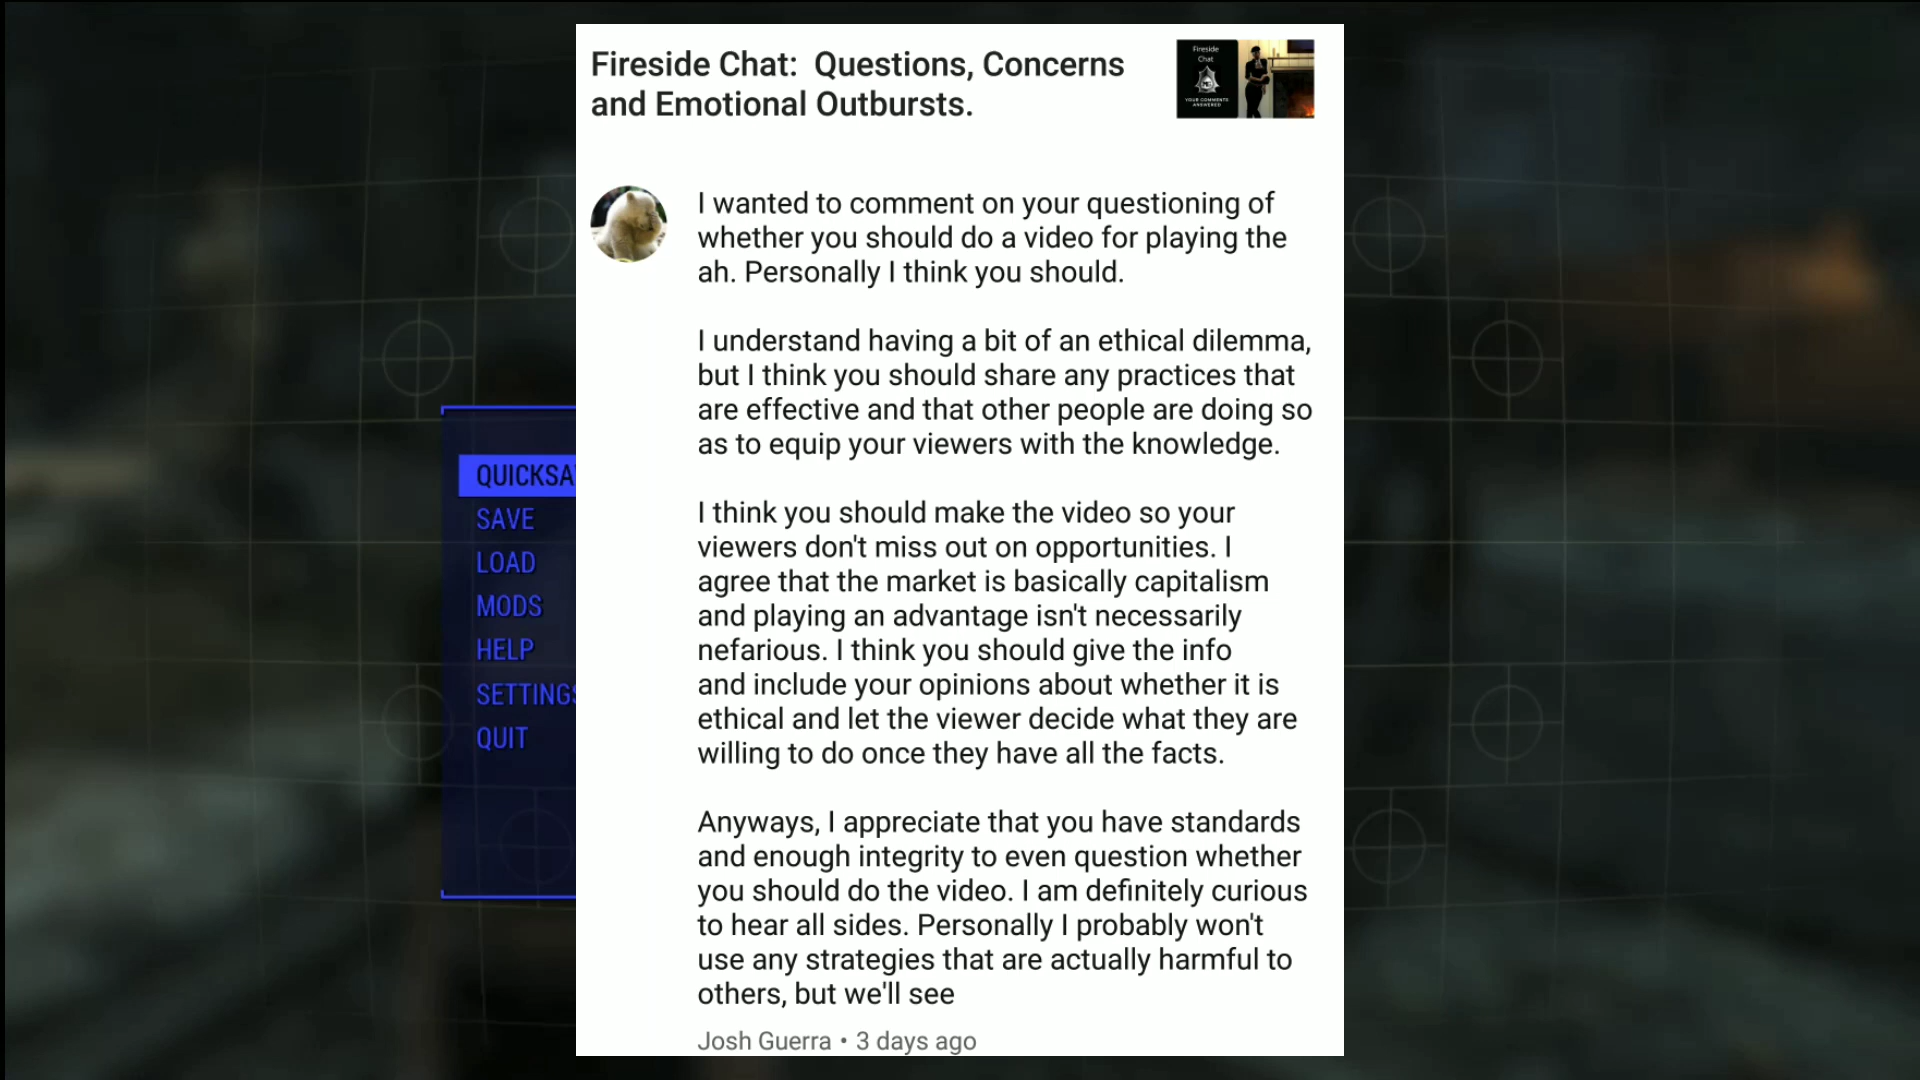 Fireside Chat:  Questions, Concerns
and Emotional Outbursts.
Fireside
Chat
YOUR COMMENTS
ANSWERED
I wanted to comment on your questioning of
whether you should do a video for playing the
ah. Personally I think you should.
I understand having a bit of an ethical dilemma,
but I think you should share any practices that
are effective and that other people are doing so
as to equip your viewers with the knowledge.
I think you should make the video so your
viewers don't miss out on opportunities. I
agree that the market is basically capitalism
and playing an advantage isn't necessarily
nefarious. I think you should give the info
and include your opinions about whether it is
ethical and let the viewer decide what they are
willing to do once they have all the facts.
Anyways, I appreciate that you have standards
and enough integrity to even question whether
you should do the video. I am definitely curious
to hear all sides. Personally I probably won't
use any strategies that are actually harmful to
others, but we'll see
Josh Guerra • 3 days ago
QUICKSA
SAVE
LOAD
MODS
HELP
SETTINGS
QUIT